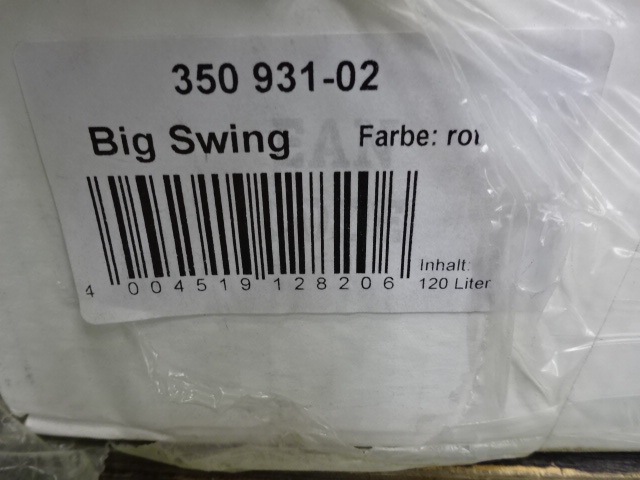 350 931-02
Big Swing
Farbe: rot
Inhalt:
120 Liter
4 004519 128206